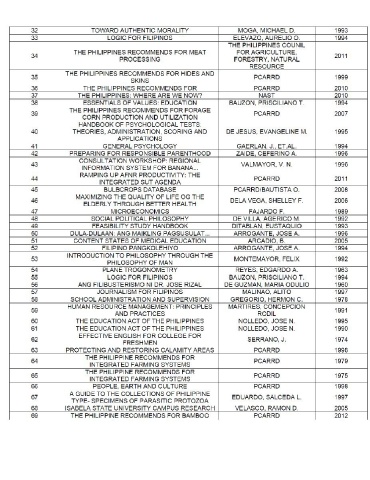 32 TOWARD AUTHENTIC MORALITY MOGA, MICHAEL D. 1993
33 LOGIC FOR FILIPINOS ELEVAZO, AURELIO O. 1994
34 THE PHILIPPINES RECOMMENDS FOR MEAT PROCESSING THE PHILIPPINES COUNIL FOR AGRICULTURE, FORESTRY, NATURAL RESOURCE 2011
35 THE PHILIPPINES RECOMMENDS FOR HIDES AND SKINS PCARRD 1999
36 THE PHILIPPINES RECOMMENDS FOR PCARRD 2010
37 THE PHILIPPINES: WHERE ARE WE NOW? NAST 2010
38 ESSENTIALS OF VALUES EDUCATION BAUZON, PRISCILIANO T. 1994
39 THE PHILIPPINES RECOMMENDS FOR FORAGE CORN PRODUCTION AND UTILIZATION PCARRD 2007
40 HANDBOOK OF PSYCHOLOGICAL TESTS, THEORIES, ADMINISTRATION, SCORING AND APPLICATIONS DE JESUS, EVANGELINE M. 1995
41 GENERAL PSYCHOLOGY GAERLAN, J., ET.AL. 1994
42 PREPARING FOR RESPONSIBLE PARENTHOOD ZAIDE, CEFERINO A. 1996
43 CONSULTATION WORKSHOP: REGIONAL INFORMATION SYSTEM FOR BANANA... VALMAYOR, V. N. 1996
44 RAMPING UP AFNR PRODUCTIVITY: THE INTEGRATED S&T AGENDA PCARRD 2011
45 BULBCROPS DATABASE PCARRD/BAUTISTA O. 2006
46 MAXIMIZING THE QUALITY OF LIFE OG THE ELDERLY THROUGH BETTER HEALTH DELA VEGA, SHELLEY F. 2006
47 MICROECONOMICS FAJARDO F. 1989
48 SOCIAL POLITICAL PHILOSOPHY DE VILLA, AGERICO M. 1992
49 FEASIBILITY STUDY HANDBOOK DITABLAN, EUSTAQUIO 1993
50 DULA-DULAAN: ANG MAIKLING PAGSUSULAT... ARROGANTE, JOSE A. 1996
51 CONTENT STATES OF MEDICAL EDUCATION ARCADIO, B. 2005
52 FILIPINO PANGKOLEHIYO ARROGANTE, JOSE A. 1994
53 INTRODUCTION TO PHILOSOPHY THROUGH THE PHILOSOPHY OF MAN MONTEMAYOR, FELIX 1992
54 PLANE TROGONOMETRY REYES, EDGARDO A. 1963
55 LOGIC FOR FILIPINOS BAUZON, PRISCILIANO T. 1994
56 ANG FILIBUSTERISMO NI DR. JOSE RIZAL DE GUZMAN, MARIA ODULIO 1960
57 JOURNALISM FOR FILIPINOS MALINAO, ALITO 1997
58 SCHOOL ADMINISTRATION AND SUPERVISION GREGORIO, HERMON C. 1978
59 HUMAN RESOURCE MANAGEMENT: PRINCIPLES AND PRACTICES MARTIRES, CONCEPCION RODIL 1991
60 THE EDUCATION ACT OF THE PHILIPPINES NOLLEDO, JOSE N. 1995
61 THE EDUCATION ACT OF THE PHILIPPINES NOLLEDO, JOSE N. 1990
62 EFFECTIVE ENGLISH FOR COLLEGE FOR FRESHMEN SERRANO, J. 1974
63 PROTECTING AND RESTORING CALAMITY AREAS PCARRD 1996
64 THE PHILIPPINE RECOMMENDS FOR INTEGRATED FARMING SYSTEMS PCARRD 1979
65 THE PHILIPPINE RECOMMENDS FOR INTEGRATED FARMING SYSTEMS PCARRD 1975
66 PEOPLE, EARTH AND CULTURE PCARRD 1998
67 A GUIDE TO THE COLLECTIONS OF PHILIPPINE TYPE- SPECIMENS OF PARASITIC PROTOZOA EDUARDO, SALCEDA L. 1997
68 ISABELA STATE UNIVERSITY CAMPUS RESEARCH VELASCO, RAMON D. 2005
69 THE PHILIPPINE RECOMMENDS FOR BAMBOO PCARRD 2012